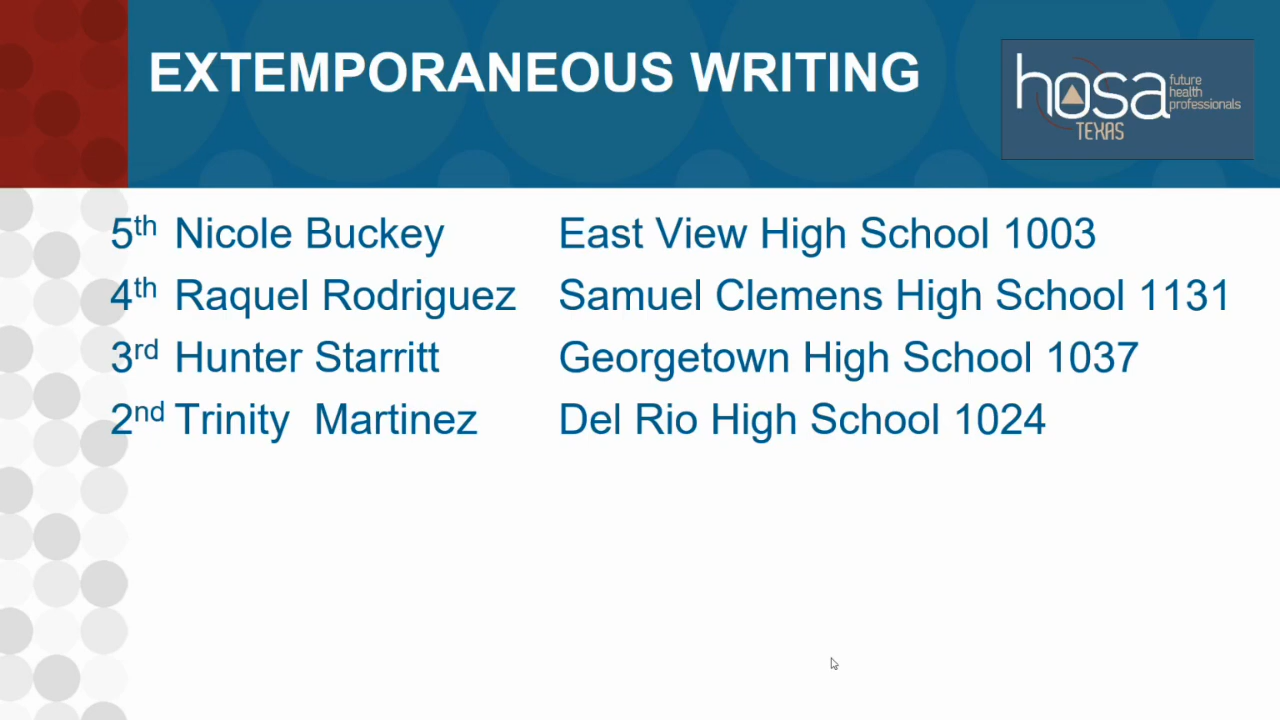 EXTEMPORANEOUS WRITING
hosa future health professionals
TEXAS
5th Nicole Buckey East View High School 1003
4th Raquel Rodriguez Samuel Clemens High School 1131
3rd Hunter Starritt Georgetown High School 1037
2nd Trinity  Martinez Del Rio High School 1024